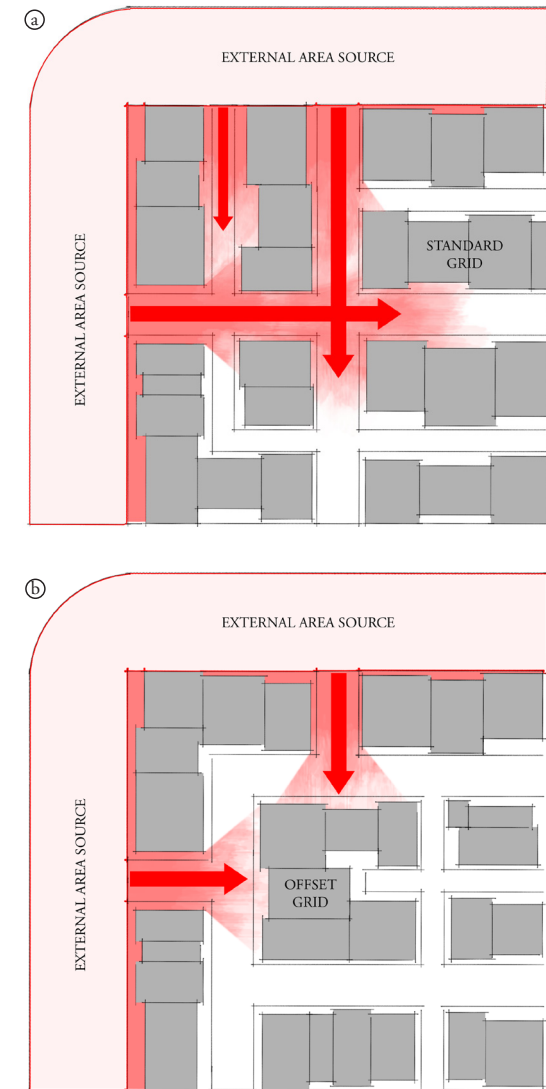 a
EXTERNAL AREA SOURCE
EXTERNAL AREA SOURCE
STANDARD
GRID
b
EXTERNAL AREA SOURCE
EXTERNAL AREA SOURCE
OFFSET
GRID